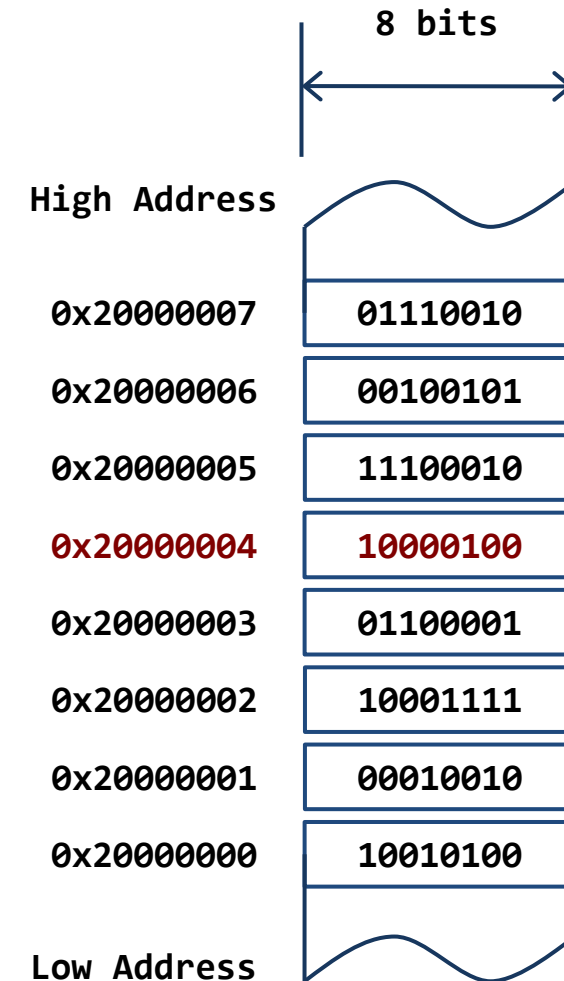 8 bits
High Address
0x20000007 01110010
0x20000006 00100101
0x20000005 11100010
0x20000004 10000100
0x20000003 01100001
0x20000002 10001111
0x20000001 00010010
0x20000000 10010100
Low Address